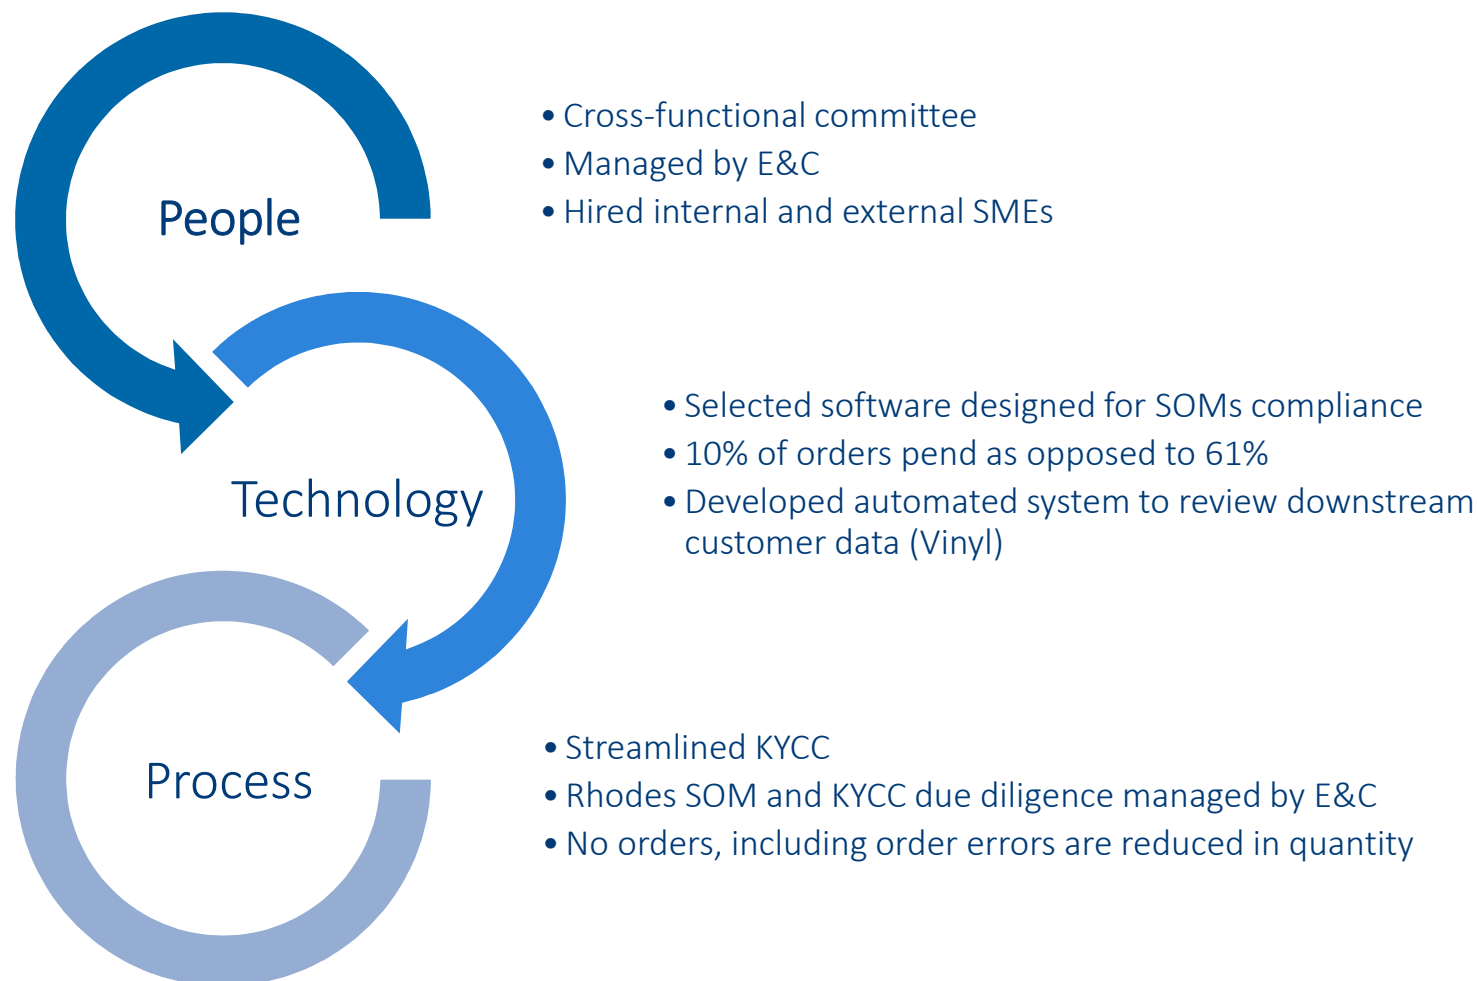 People
• Cross-functional committee
• Managed by E&C
• Hired internal and external SMEs
Technology
• Selected software designed for SOMs compliance
• 10% of orders pend as opposed to 61%
• Developed automated system to review downstream
customer data (Vinyl)
Process
• Streamlined KYCC
• Rhodes SOM and KYCC due diligence managed by E&C
• No orders, including order errors are reduced in quantity